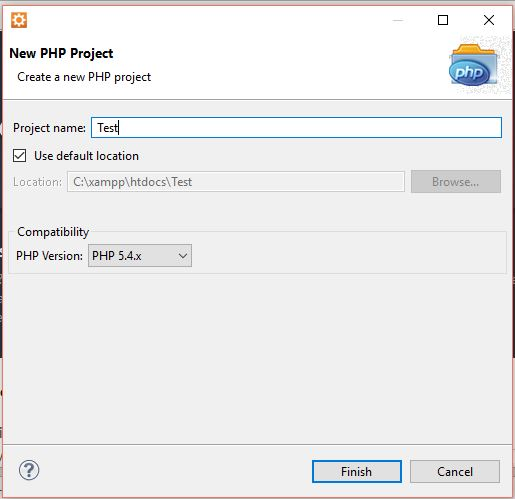 New PHP Project
Create a new PHP project
php
Project name: Test
Use default location
Location: C:\xampp\htdocs\Test Browse...
Compatibility
PHP Version: PHP 5.4.x
? Finish Cancel